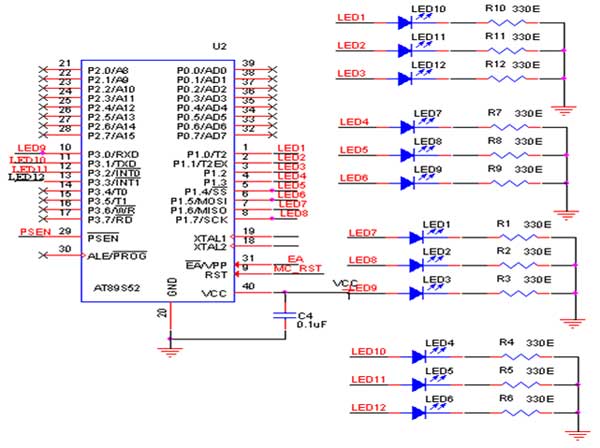 U2
21 P2.0/A8 P0.0/AD0 39
22 P2.1/A9 P0.1/AD1 38
23 P2.2/A10 P0.2/AD2 37
24 P2.3/A11 P0.3/AD3 36
25 P2.4/A12 P0.4/AD4 35
26 P2.5/A13 P0.5/AD5 34
27 P2.6/A14 P0.6/AD6 33
28 P2.7/A15 P0.7/AD7 32
LED9 10 P3.0/RXD P1.0/T2 1 LED1
LED10 11 P3.1/TXD P1.1/T2EX 2 LED2
LED11 12 P3.2/INT0 P1.2 3 LED3
LED12 13 P3.3/INT1 P1.3 4 LED4
14 P3.4/T0 P1.4/SS 5 LED5
15 P3.5/T1 P1.5/MOSI 6 LED6
16 P3.6/WR P1.6/MISO 7 LED7
17 P3.7/RD P1.7/SCK 8 LED8
PSEN 29 PSEN XTAL1 19
XTAL2 18
30 ALE/PROG
EA/VPP 31 EA
RST 9 MC_RST
AT89S52 GND VCC 40 VCC
20
C4
0.1uF
LED1 LED10 R10 330E
LED2 LED11 R11 330E
LED3 LED12 R12 330E
LED4 LED7 R7 330E
LED5 LED8 R8 330E
LED6 LED9 R9 330E
LED7 LED1 R1 330E
LED8 LED2 R2 330E
LED9 LED3 R3 330E
LED10 LED4 R4 330E
LED11 LED5 R5 330E
LED12 LED6 R6 330E